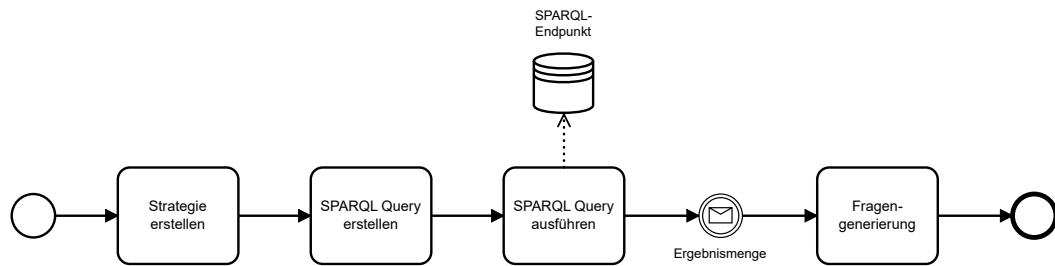 SPARQL-
Endpunkt
Strategie
erstellen
SPARQL Query
erstellen
SPARQL Query
ausführen
Ergebnismenge
Fragen-
generierung